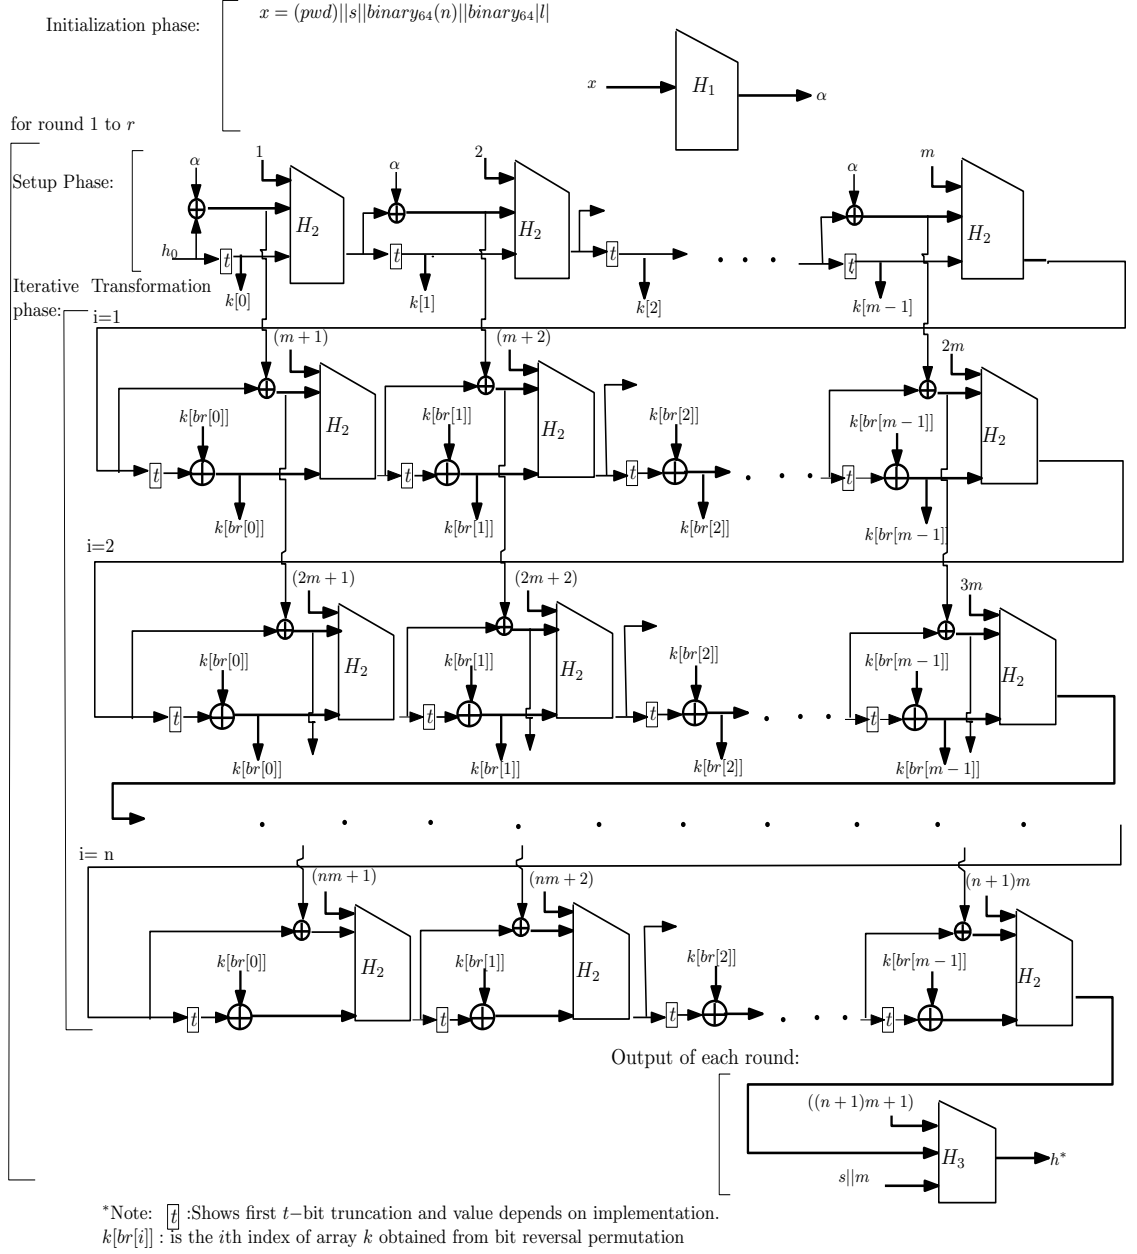 Initialization phase:
x = (pwd)||s||binary₆₄(n)||binary₆₄|l|
x
H₁
α
for round 1 to r
Setup Phase:
α
1
α
2
α
m
H₂
H₂
H₂
h₀
t
t
t
t
k[0]
k[1]
k[2]
k[m − 1]
Iterative Transformation
phase:
i=1
(m + 1)
(m + 2)
2m
k[br[0]]
H₂
k[br[1]]
H₂
k[br[2]]
k[br[m − 1]]
H₂
t
t
t
t
k[br[0]]
k[br[1]]
k[br[2]]
k[br[m − 1]]
i=2
(2m + 1)
(2m + 2)
3m
k[br[0]]
H₂
k[br[1]]
H₂
k[br[2]]
k[br[m − 1]]
H₂
t
t
t
t
k[br[0]]
k[br[1]]
k[br[2]]
k[br[m − 1]]
i= n
(nm + 1)
(nm + 2)
(n + 1)m
k[br[0]]
H₂
k[br[1]]
H₂
k[br[2]]
k[br[m − 1]]
H₂
t
t
t
t
Output of each round:
((n + 1)m + 1)
H₃
h*
s||m
*Note: t :Shows first t−bit truncation and value depends on implementation.
k[br[i]] : is the ith index of array k obtained from bit reversal permutation